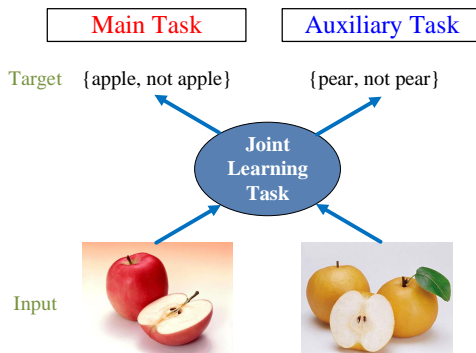 Main Task
Auxiliary Task
Target
{apple, not apple}
{pear, not pear}
Joint
Learning
Task
Input